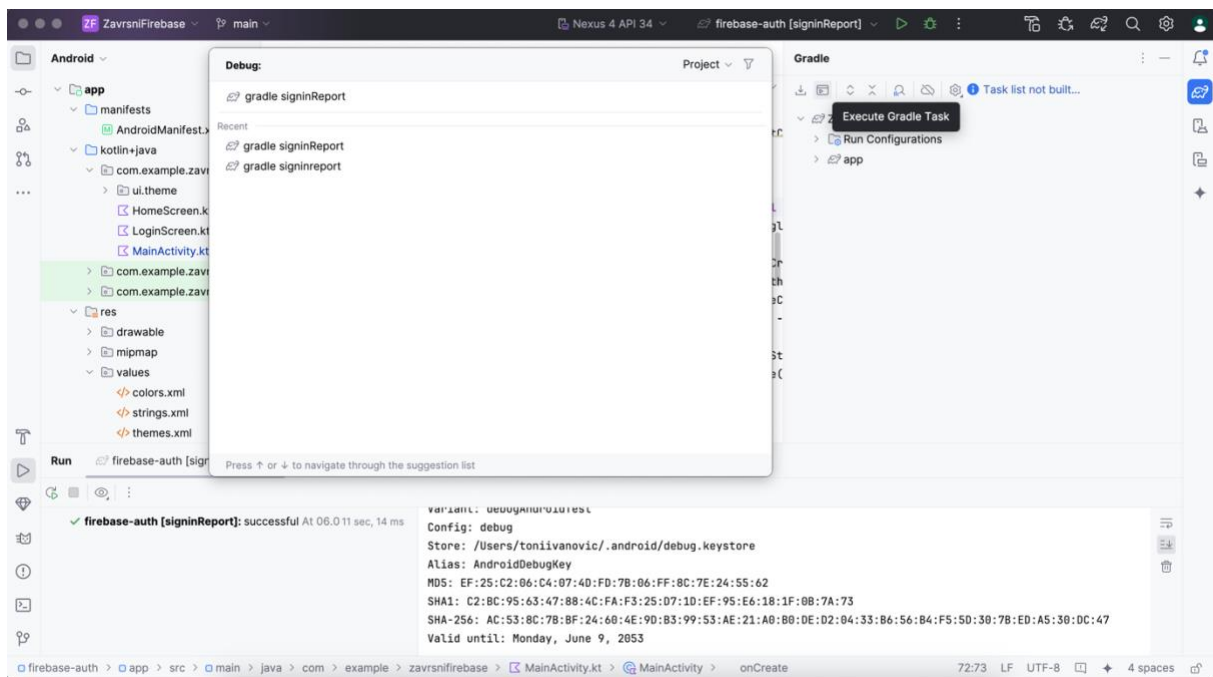 ZF ZavrsniFirebase main Nexus 4 API 34 firebase-auth [signinReport]
Android
app
manifests
AndroidManifest.x
kotlin+java
com.example.zavr
ui.theme
HomeScreen.k
LoginScreen.kt
MainActivity.kt
com.example.zavr
com.example.zavr
res
drawable
mipmap
values
colors.xml
strings.xml
themes.xml
Debug: Project
gradle signinReport
Recent
gradle signinReport
gradle signinreport
Press ↑ or ↓ to navigate through the suggestion list
Gradle
Task list not built...
Execute Gradle Task
Z
Run Configurations
app
Run firebase-auth [signr
firebase-auth [signinReport]: successful At 06.0 11 sec, 14 ms
Variant: debugAndroidTest
Config: debug
Store: /Users/toniivanovic/.android/debug.keystore
Alias: AndroidDebugKey
MD5: EF:25:C2:06:C4:07:4D:FD:7B:06:FF:8C:7E:24:55:62
SHA1: C2:BC:95:63:47:88:4C:FA:F3:25:D7:1D:EF:95:E6:18:1F:0B:7A:73
SHA-256: AC:53:8C:7B:BF:24:60:4E:9D:B3:99:53:AE:21:A0:B0:DE:D2:04:33:B6:56:B4:F5:5D:30:7B:ED:A5:30:DC:47
Valid until: Monday, June 9, 2053
firebase-auth > app > src > main > java > com > example > zavrsnifirebase > MainActivity.kt > MainActivity > onCreate 72:73 LF UTF-8 4 spaces